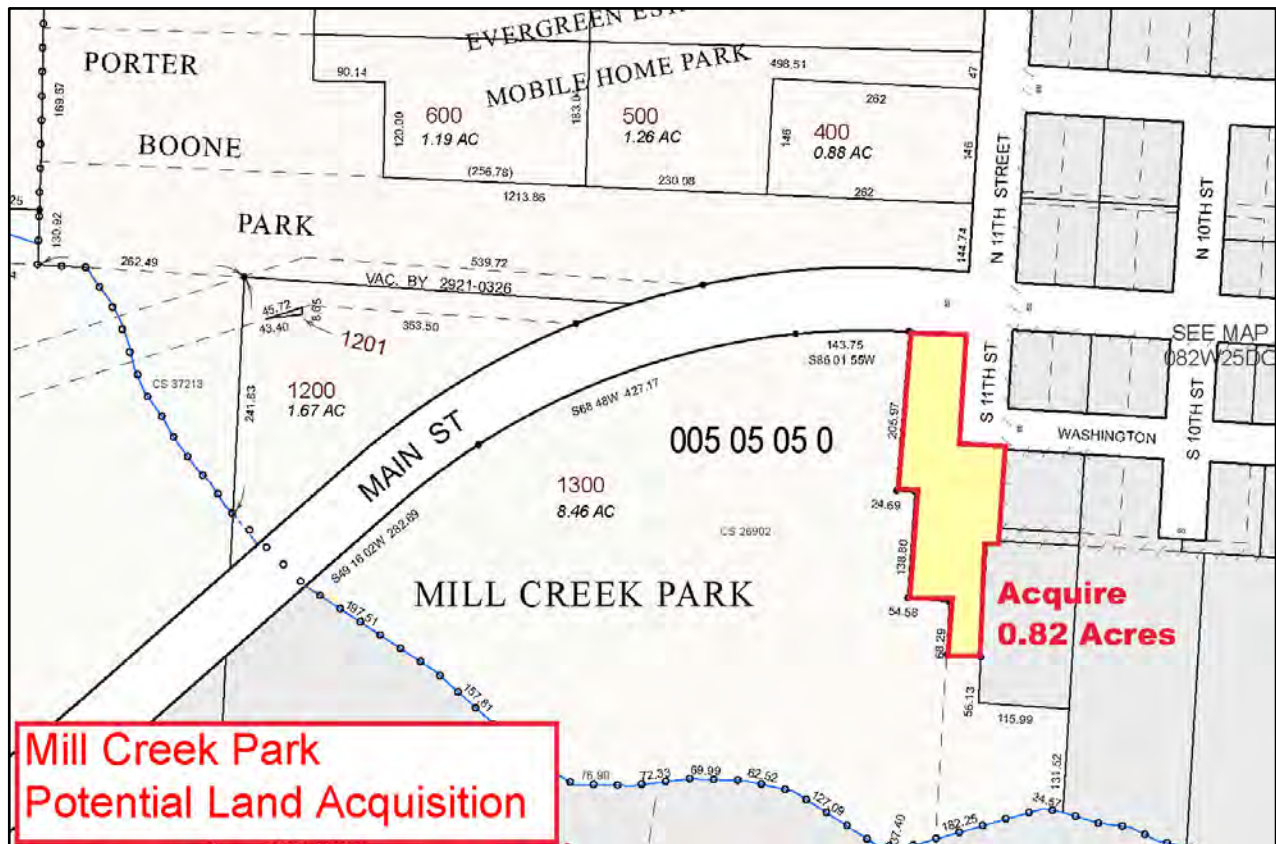 EVERGREEN
MOBILE HOME PARK
PORTER
BOONE
PARK
169.67
90.14
498.51
47
600
1.19 AC
120.00
183.0
500
1.26 AC
262
400
0.88 AC
146
146
(256.78)
1213.86
230.08
262
N 11TH STREET
N 10TH ST
25
130.92
262.49
539.72
144.74
VAC. BY 2921-0326
45.72
8.65
43.40
353.50
1201
CS 37213
1200
1.67 AC
241.83
MAIN ST
143.75
S86 01 55W
S68 48W 427.17
S49 16 02W 282.69
005 05 05 0
1300
8.46 AC
CS 26902
MILL CREEK PARK
205.97
24.69
138.80
54.58
68.29
S 11TH ST
WASHINGTON
S 10TH ST
SEE MAP
082W25DC
Acquire
0.82 Acres
56.13
115.99
131.52
197.51
157.81
76.90
72.33
69.99
62.52
127.09
182.25
24.57
Mill Creek Park
Potential Land Acquisition